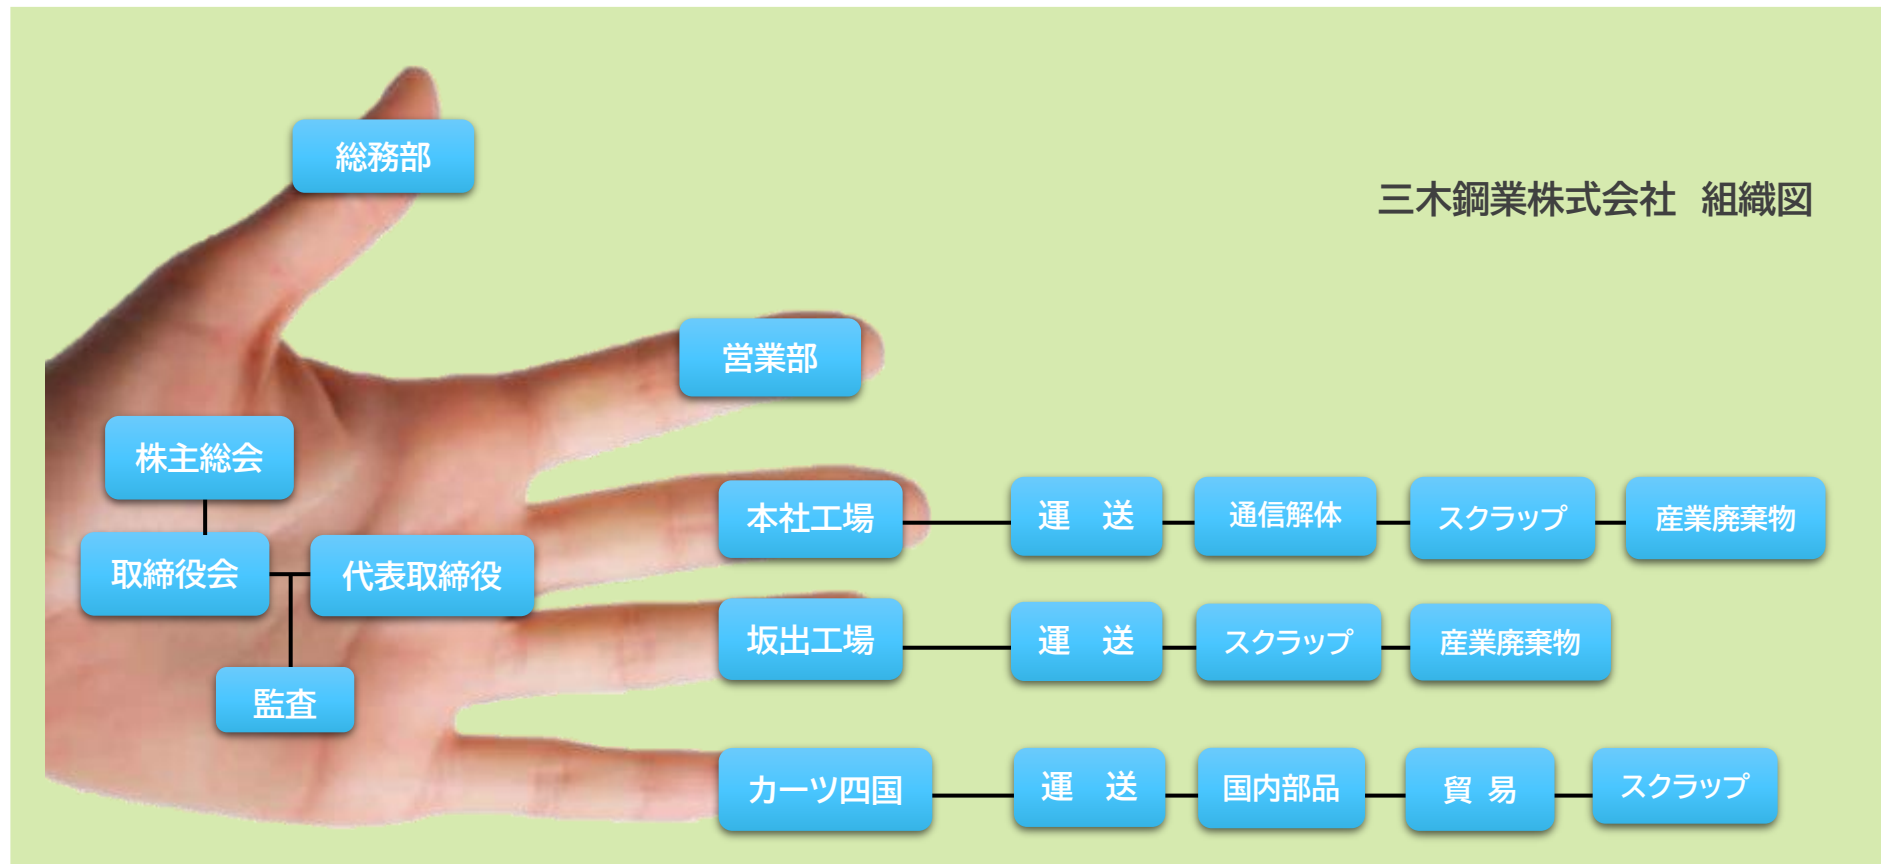 総務部
三木鋼業株式会社 組織図
営業部
株主総会
取締役会
代表取締役
監査
本社工場
運 送
通信解体
スクラップ
産業廃棄物
坂出工場
運 送
スクラップ
産業廃棄物
カーツ四国
運 送
国内部品
貿 易
スクラップ